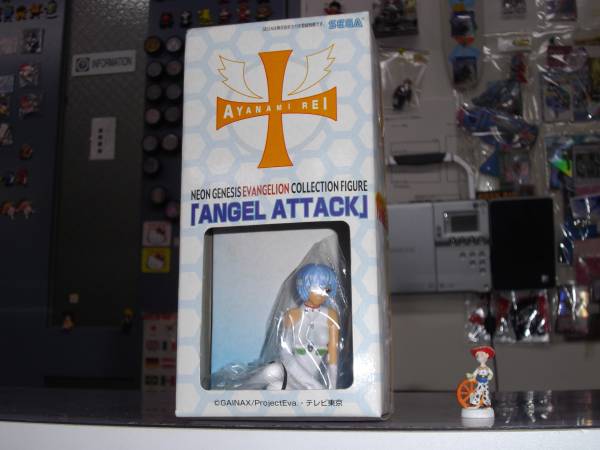 SEGA
AYANAMI REI
NEON GENESIS EVANGELION COLLECTION FIGURE
「ANGEL ATTACK」
©GAINAX/ProjectEva.・テレビ東京
INFORMATION